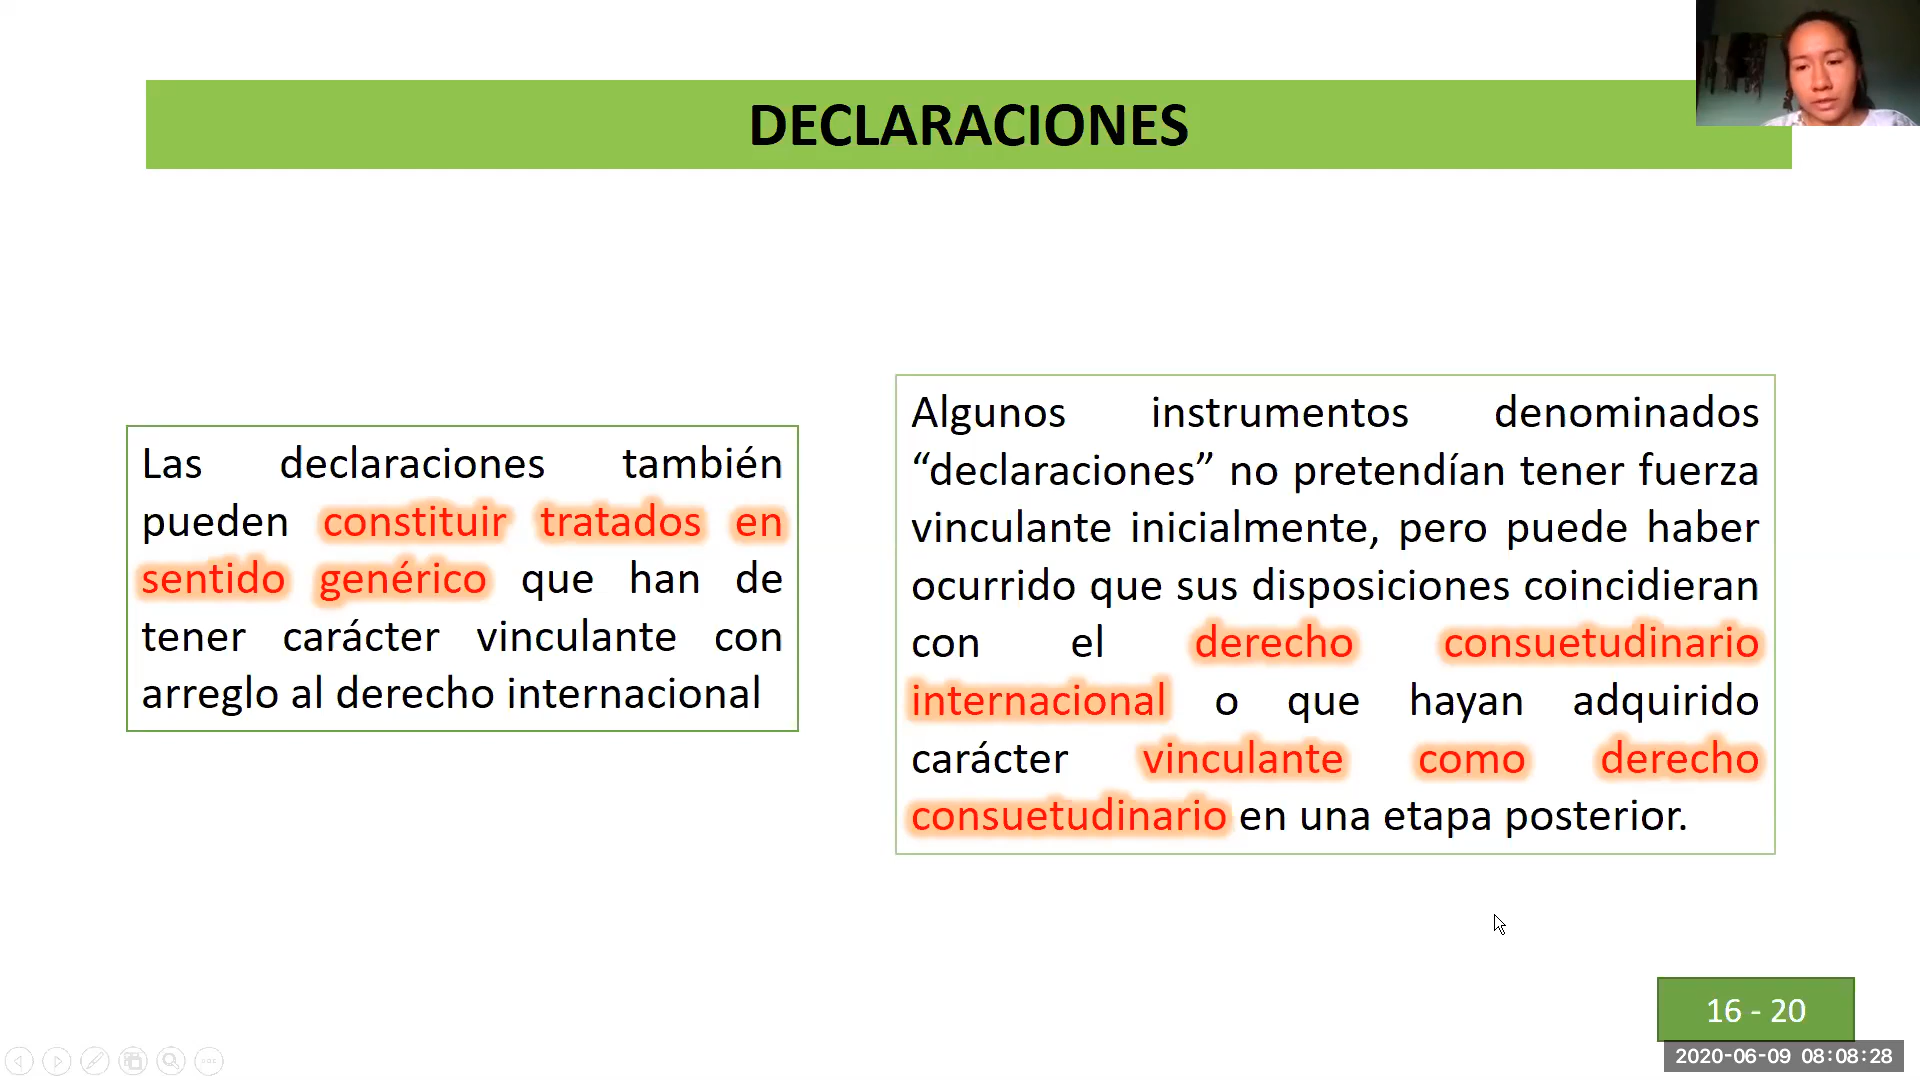 DECLARACIONES
Las declaraciones también
pueden constituir tratados en
sentido genérico que han de
tener carácter vinculante con
arreglo al derecho internacional
Algunos instrumentos denominados
“declaraciones” no pretendían tener fuerza
vinculante inicialmente, pero puede haber
ocurrido que sus disposiciones coincidieran
con el derecho consuetudinario
internacional o que hayan adquirido
carácter vinculante como derecho
consuetudinario en una etapa posterior.
16 - 20
2020-06-09 08:08:28